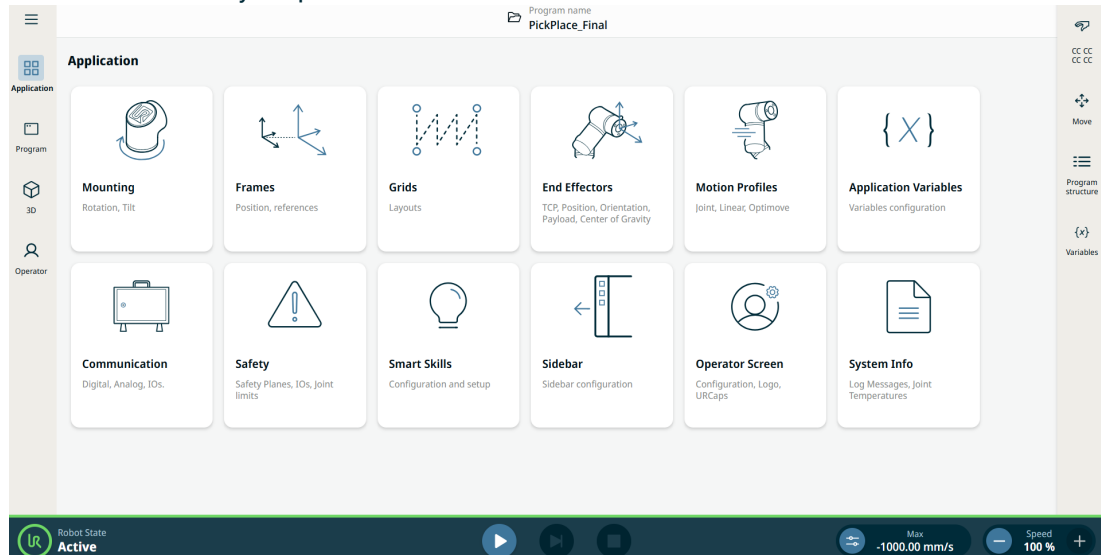 Program name
PickPlace_Final
CC CC
CC CC
Application
Application
Move
Program
Program
structure
3D
Variables
Operator
Mounting
Rotation, Tilt
Frames
Position, references
Grids
Layouts
End Effectors
TCP, Position, Orientation,
Payload, Center of Gravity
Motion Profiles
Joint, Linear, Optimove
{X}
Application Variables
Variables configuration
{x}
Communication
Digital, Analog, IOs.
Safety
Safety Planes, IOs, Joint
limits
Smart Skills
Configuration and setup
Sidebar
Sidebar configuration
Operator Screen
Configuration, Logo,
URCaps
System Info
Log Messages, Joint
Temperatures
UR
Robot State
Active
Max
-1000.00 mm/s
Speed
100 %